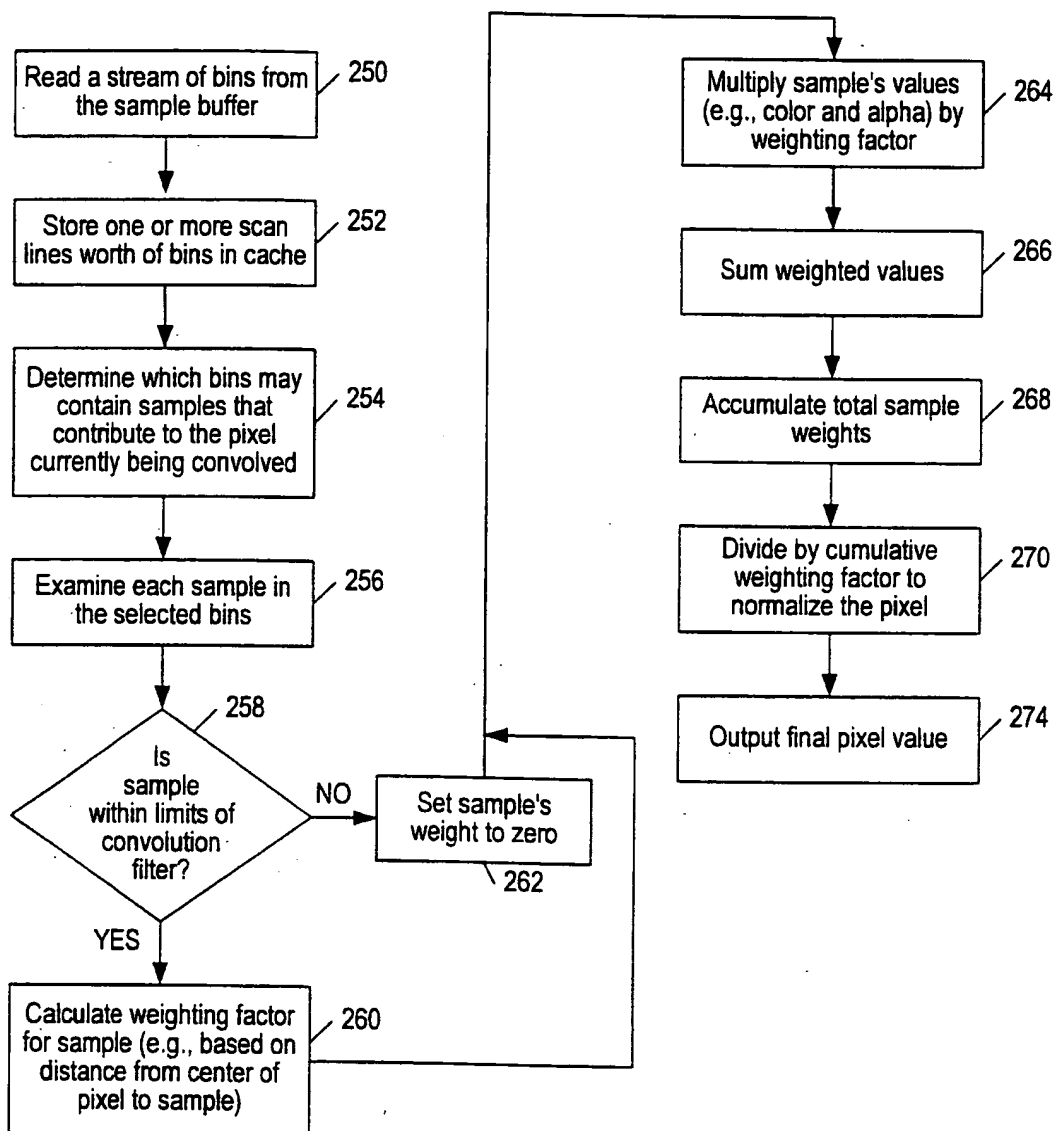 Read a stream of bins from
the sample buffer
250
Store one or more scan
lines worth of bins in cache
252
Determine which bins may
contain samples that
contribute to the pixel
currently being convolved
254
Examine each sample in
the selected bins
256
258
Is
sample
within limits of
convolution
filter?
NO
YES
Set sample's
weight to zero
262
Calculate weighting factor
for sample (e.g., based on
distance from center of
pixel to sample)
260
Multiply sample's values
(e.g., color and alpha) by
weighting factor
264
Sum weighted values
266
Accumulate total sample
weights
268
Divide by cumulative
weighting factor to
normalize the pixel
270
Output final pixel value
274